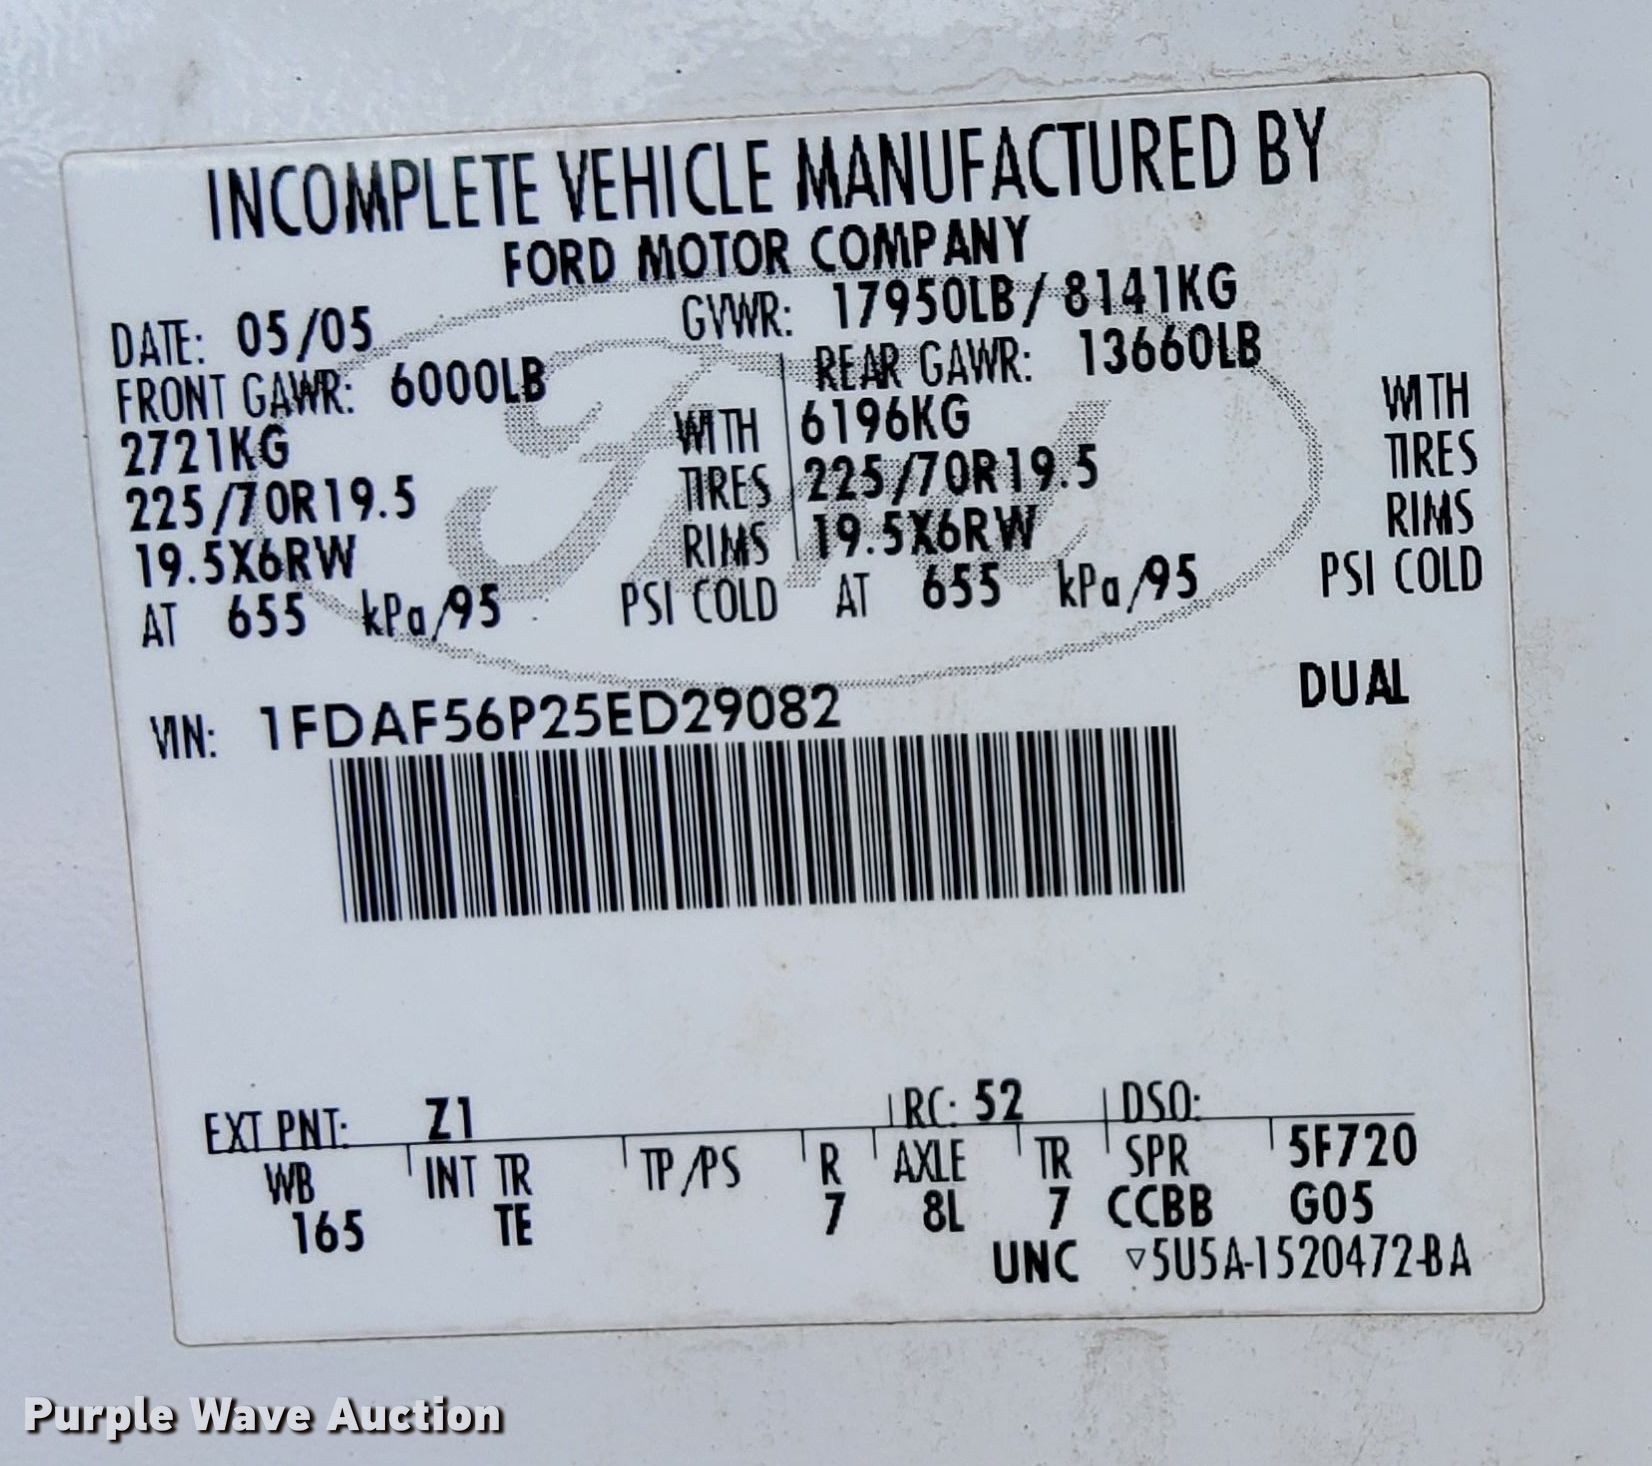 INCOMPLETE VEHICLE MANUFACTURED BY
FORD MOTOR COMPANY
DATE: 05/05 GVWR: 17950LB/ 8141KG
FRONT GAWR: 6000LB REAR GAWR: 13660LB
2721KG WITH 6196KG WITH
225/70R19.5 TIRES 225/70R19.5 TIRES
19.5X6RW RIMS 19.5X6RW RIMS
AT 655 kPa/95 PSI COLD AT 655 kPa/95 PSI COLD
VIN: 1FDAF56P25ED29082 DUAL
EXT PNT: Z1 RC: 52 DSO:
WB INT TR TP/PS R AXLE TR SPR 5F720
165 TE 7 8L 7 CCBB G05
UNC ▽5U5A-1520472-BA
Purple Wave Auction